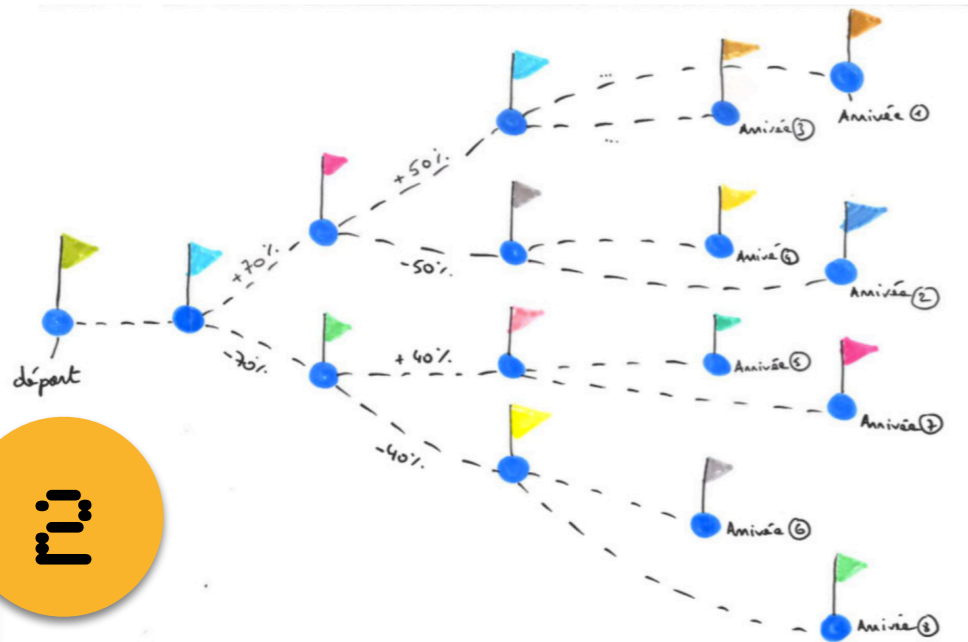 ...
Arrivée ①
...
Arrivée ③
+50%
+70%
-50%
Arrivé ④
Arrivée ②
départ
-70%
+40%
Arrivée ⑤
Arrivée ⑦
-40%
2
Arrivée ⑥
Arrivée ⑧